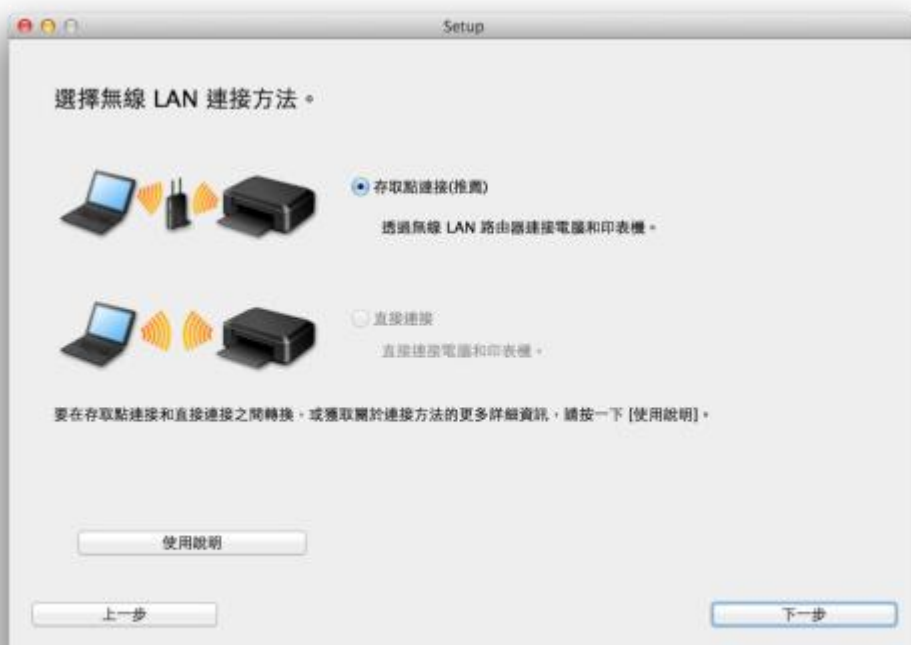 Setup
選擇無線 LAN 連接方法。
存取點連接(推薦)
透過無線 LAN 路由器連接電腦和印表機。
直接連接
直接連接電腦和印表機。
要在存取點連接和直接連接之間轉換，或獲取關於連接方法的更多詳細資訊，請按一下 [使用說明]。
使用說明
上一步
下一步